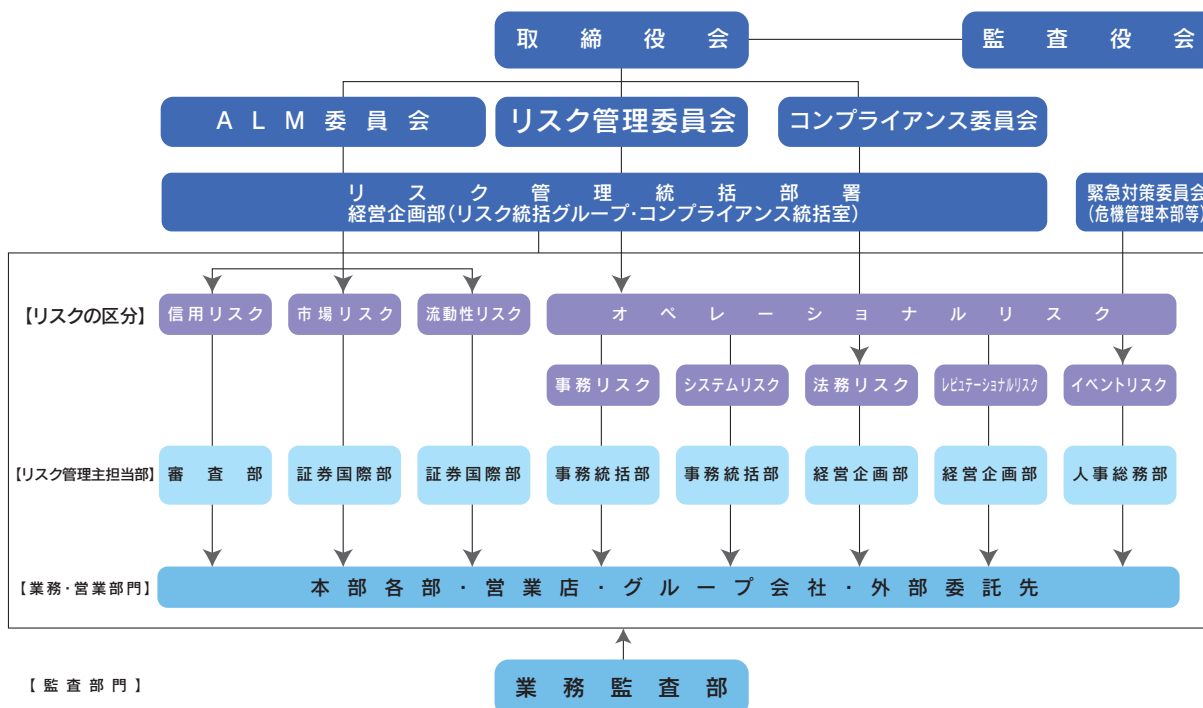 取締役会
監査役会
ALM委員会
リスク管理委員会
コンプライアンス委員会
リスク管理統括部署
経営企画部(リスク統括グループ・コンプライアンス統括室)
緊急対策委員会
(危機管理本部等)
【リスクの区分】
信用リスク
市場リスク
流動性リスク
オペレーショナルリスク
事務リスク
システムリスク
法務リスク
レピュテーショナルリスク
イベントリスク
【リスク管理主担当部】
審査部
証券国際部
証券国際部
事務統括部
事務統括部
経営企画部
経営企画部
人事総務部
【業務・営業部門】
本部各部・営業店・グループ会社・外部委託先
【監査部門】
業務監査部